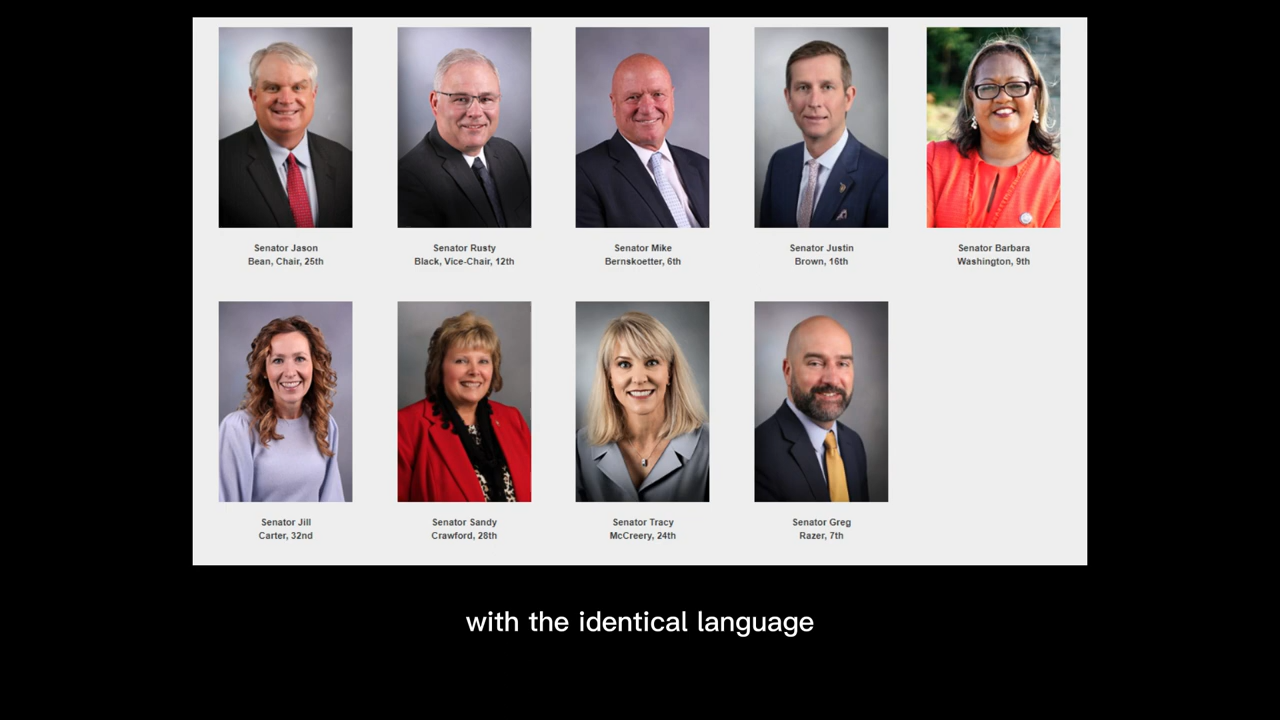 Senator Jason
Bean, Chair, 25th
Senator Rusty
Black, Vice-Chair, 12th
Senator Mike
Bernskoetter, 6th
Senator Justin
Brown, 16th
Senator Barbara
Washington, 9th
Senator Jill
Carter, 32nd
Senator Sandy
Crawford, 28th
Senator Tracy
McCreery, 24th
Senator Greg
Razer, 7th
with the identical language